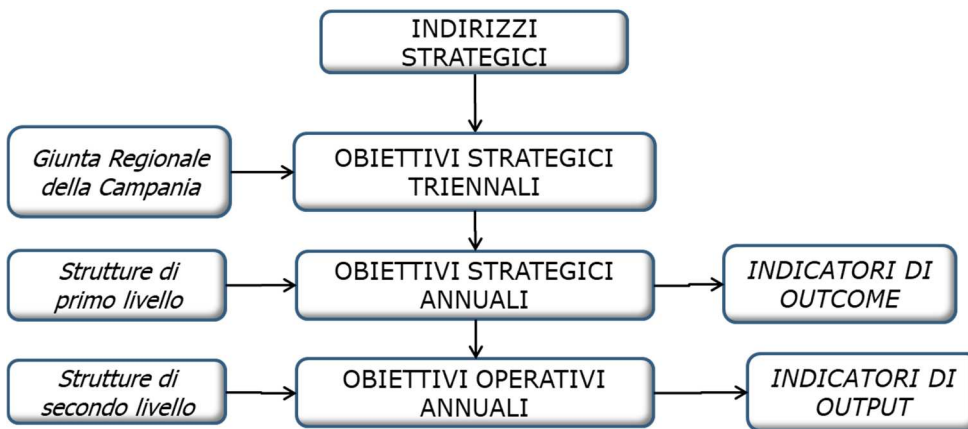 INDIRIZZI
STRATEGICI
Giunta Regionale
della Campania
OBIETTIVI STRATEGICI
TRIENNALI
Strutture di
primo livello
OBIETTIVI STRATEGICI
ANNUALI
INDICATORI DI
OUTCOME
Strutture di
secondo livello
OBIETTIVI OPERATIVI
ANNUALI
INDICATORI DI
OUTPUT